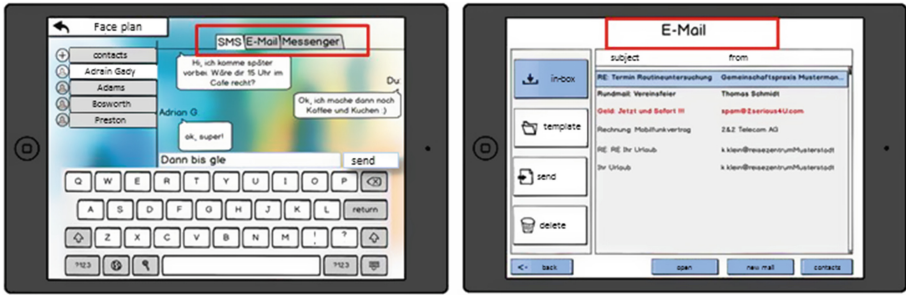 Face plan
SMS E-Mail Messenger
contacts
Adrain Gady
Adams
Bosworth
Preston
Hi, ich komme später
vorbei. Wäre dir 15 Uhr im
Cafe recht?
Du
Ok, ich mache dann noch
Kaffee und Kuchen :)
Adrian G
ok, super!
Dann bis gle
send
Q W E R T Y U I O P
A S D F G H J K L return
Z X C V B N M ! ?
?123 ?123
E-Mail
subject from
in-box
template
send
delete
RE: Termin Routineuntersuchung Gemeinschaftspraxis Musterman...
Rundmail Vereinsfeier Thomas Schmidt
Geld Jetzt und Sofort !!! spam@Eserious4U.com
Rechnung Mobilfunkvertrag 2&2 Telecom AG
RE: RE: Ihr Urlaub k.klein@reisezentrumMusterstadt
Ihr Urlaub k.klein@reisezentrumMusterstadt
<- back open new mail contacts